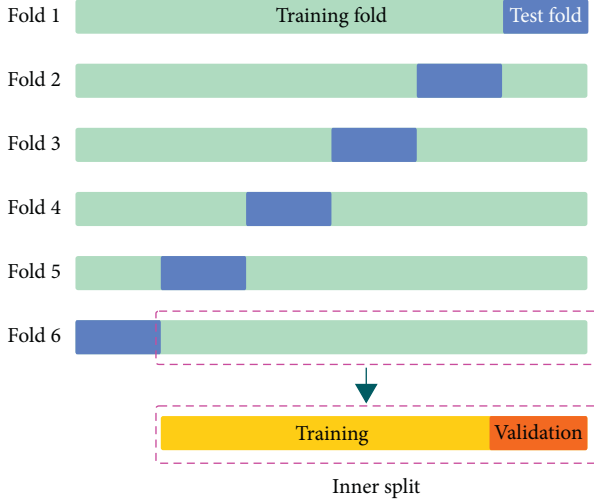 Fold 1 Training fold Test fold
Fold 2
Fold 3
Fold 4
Fold 5
Fold 6
Training Validation
Inner split